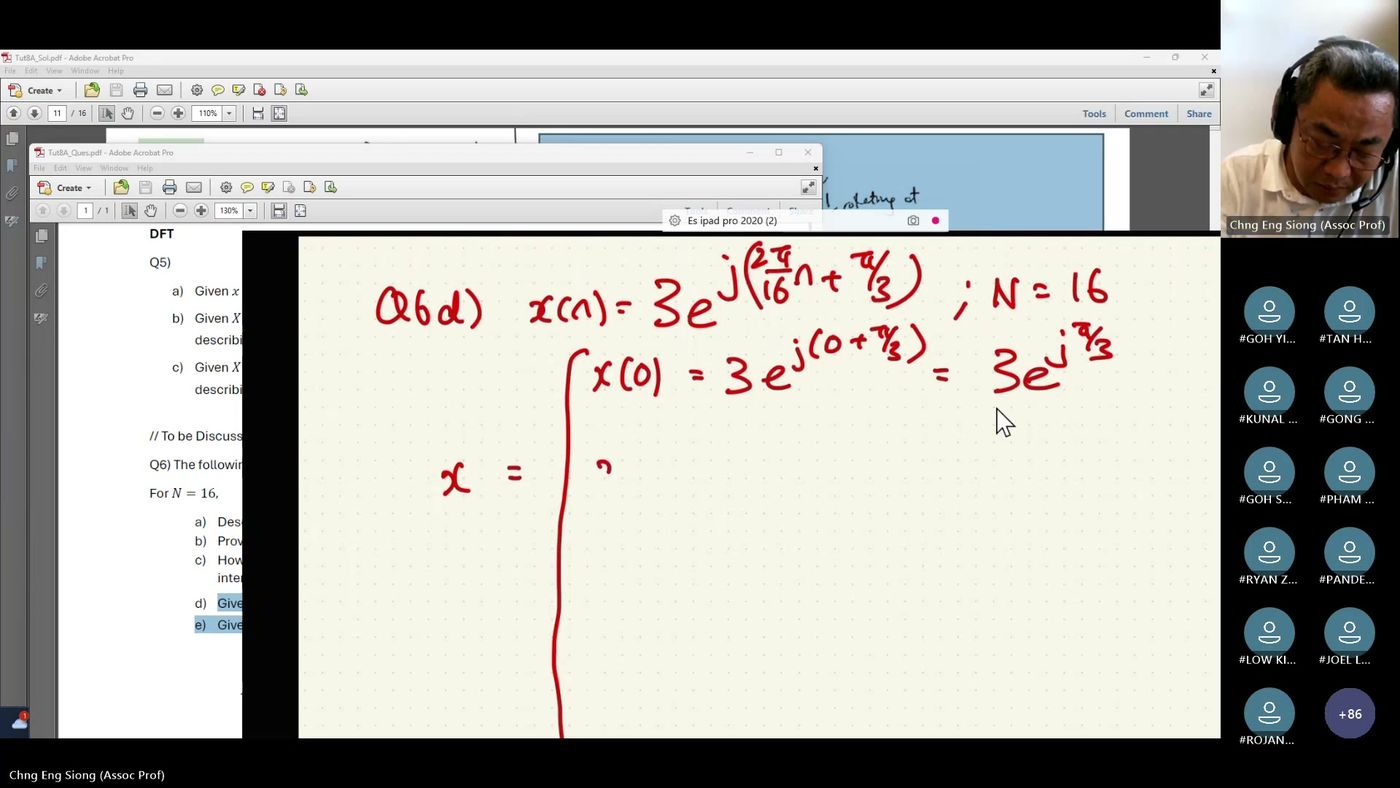 Tut8A_Sol.pdf - Adobe Acrobat Pro
File Edit View Window Help
Create
11 / 16 110% Tools Comment Share
Tut8A_Ques.pdf - Adobe Acrobat Pro
File Edit View Window Help
Create
1 / 1 130%
rotating at
Es ipad pro 2020 (2)
DFT
Q5)
a) Given x
b) Given X
describi
c) Given X
describi
// To be Discuss
Q6) The followir
For N = 16,
a) Des
b) Prov
c) How
inter
d) Give
e) Give
Q6d) x(n) = 3e^{j(2π/16 n + π/3)} ; N = 16
x(0) = 3e^{j(0 + π/3)} = 3e^{jπ/3}
x =
Chng Eng Siong (Assoc Prof)
#GOH YI... #TAN H...
#KUNAL ... #GONG ...
#GOH S... #PHAM ...
#RYAN Z... #PANDE...
#LOW KI... #JOEL L...
#ROJAN... +86
1
Chng Eng Siong (Assoc Prof)